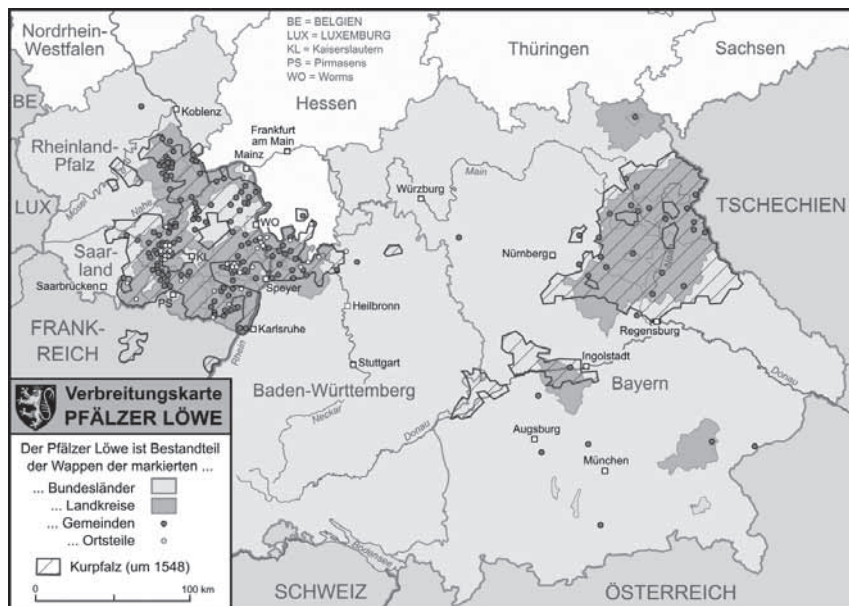 Nordrhein-
Westfalen
BE = BELGIEN
LUX = LUXEMBURG
KL = Kaiserslautern
PS = Pirmasens
WO = Worms
Thüringen
Sachsen
BE
Koblenz
Hessen
Frankfurt
am Main
Rheinland-
Pfalz
Mainz
Main
Würzburg
LUX
Mosel
Nahe
WO
TSCHECHIEN
Saar-
land
KL
Nürnberg
Saarbrücken
Speyer
PS
Heilbronn
FRANK-
REICH
Karlsruhe
Regensburg
Rhein
Stuttgart
Ingolstadt
Baden-Württemberg
Bayern
Donau
Verbreitungskarte
PFÄLZER LÖWE
Neckar
Donau
Augsburg
München
Der Pfälzer Löwe ist Bestandteil
der Wappen der markierten ...
... Bundesländer
... Landkreise
... Gemeinden
... Ortsteile
Kurpfalz (um 1548)
0 100 km
Bodensee
SCHWEIZ
ÖSTERREICH